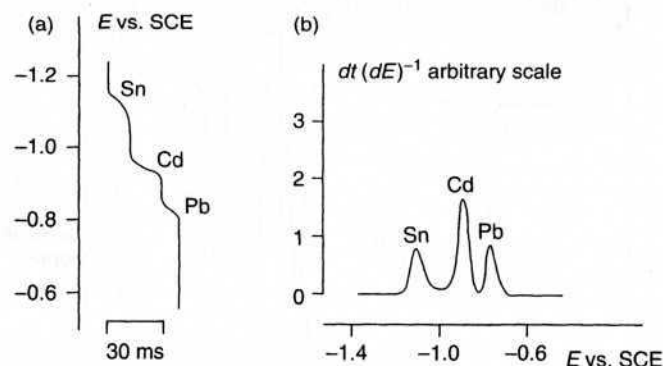 (a) E vs. SCE
−1.2
Sn
−1.0
Cd
−0.8
Pb
−0.6
30 ms
(b)
dt (dE)⁻¹ arbitrary scale
3
2
1
0
Sn
Cd
Pb
−1.4 −1.0 −0.6 E vs. SCE